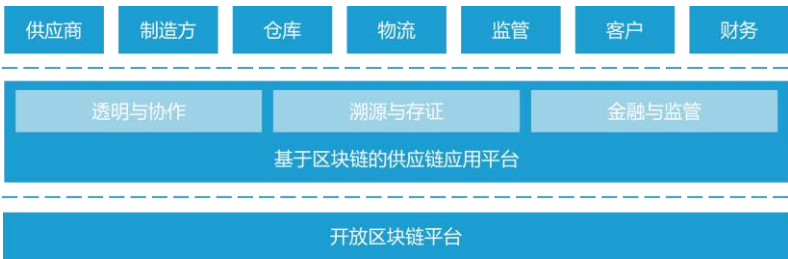 供应商 制造方 仓库 物流 监管 客户 财务
透明与协作 溯源与存证 金融与监管
基于区块链的供应链应用平台
开放区块链平台